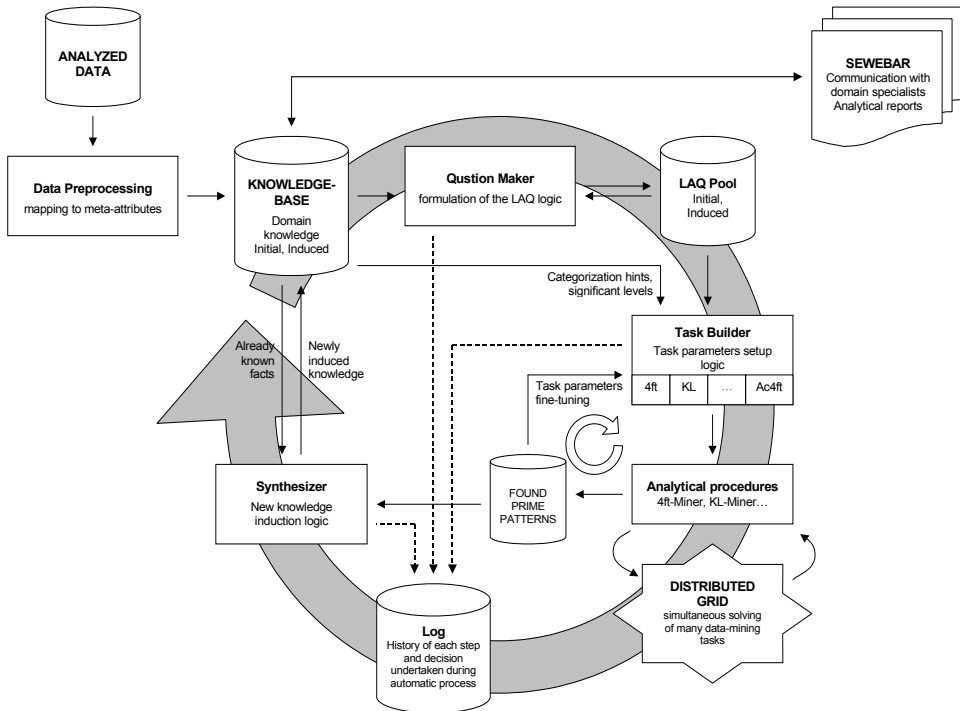 ANALYZED
DATA
SEWEBAR
Communication with
domain specialists
Analytical reports
Data Preprocessing
mapping to meta-attributes
KNOWLEDGE-
BASE
Domain
knowledge
Initial, Induced
Qustion Maker
formulation of the LAQ logic
LAQ Pool
Initial,
Induced
Categorization hints,
significant levels
Task Builder
Task parameters setup
logic
4ft
KL
...
Ac4ft
Already
known
facts
Newly
induced
knowledge
Task parameters
fine-tuning
Synthesizer
New knowledge
induction logic
FOUND
PRIME
PATTERNS
Analytical procedures
4ft-Miner, KL-Miner...
DISTRIBUTED
GRID
simultaneous solving
of many data-mining
tasks
Log
History of each step
and decision
undertaken during
automatic process